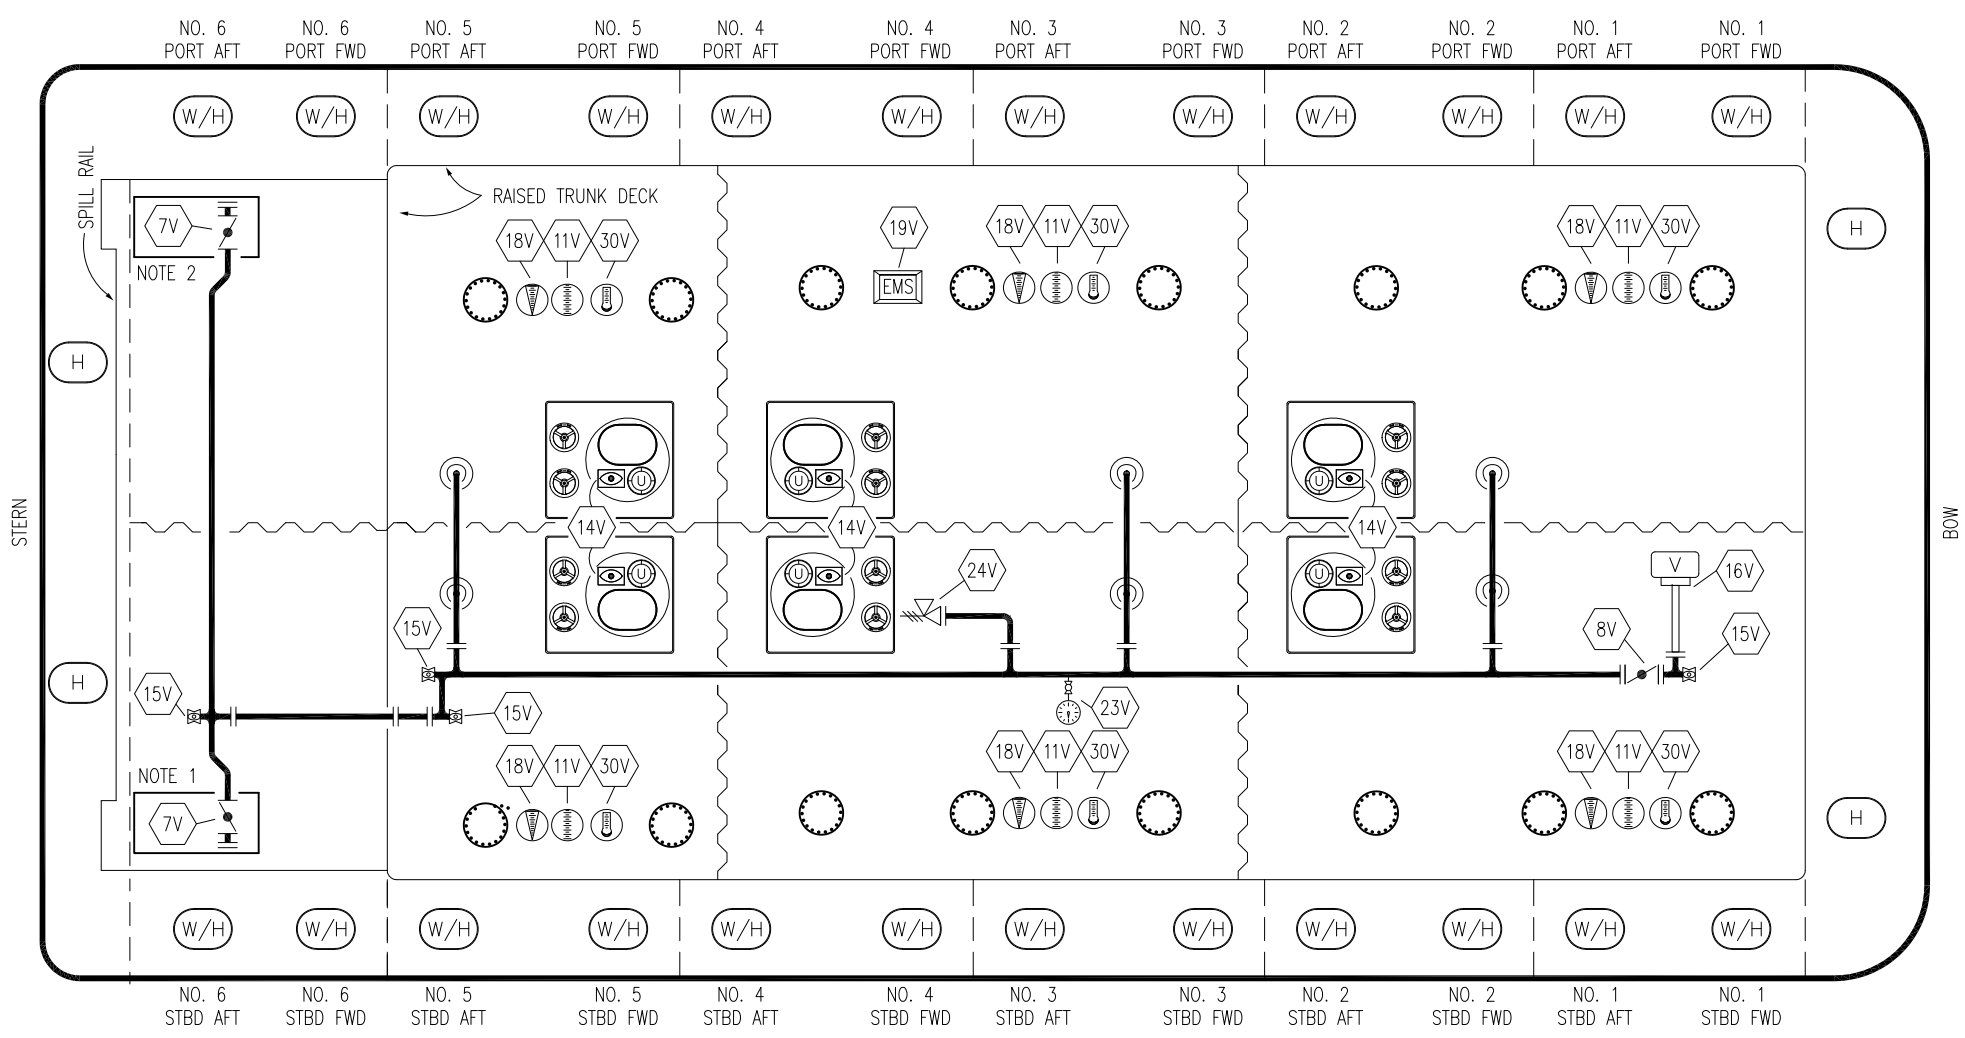 NO. 6 NO. 6 NO. 5 NO. 5 NO. 4 NO. 4 NO. 3 NO. 3 NO. 2 NO. 2 NO. 1 NO. 1
PORT AFT PORT FWD PORT AFT PORT FWD PORT AFT PORT FWD PORT AFT PORT FWD PORT AFT PORT FWD PORT AFT PORT FWD
W/H W/H W/H W/H W/H W/H W/H W/H W/H W/H W/H W/H
SPILL RAIL
RAISED TRUNK DECK
7V 19V 18V 11V 30V 18V 11V 30V H
18V 11V 30V
NOTE 2
EMS
H
U U U
STERN
14V 14V 14V
BOW
V
24V 16V
U U U
15V 8V 15V
H
15V 15V 23V
18V 11V 30V 18V 11V 30V
18V 11V 30V
NOTE 1
7V H
W/H W/H W/H W/H W/H W/H W/H W/H W/H W/H W/H W/H
NO. 6 NO. 6 NO. 5 NO. 5 NO. 4 NO. 4 NO. 3 NO. 3 NO. 2 NO. 2 NO. 1 NO. 1
STBD AFT STBD FWD STBD AFT STBD FWD STBD AFT STBD FWD STBD AFT STBD FWD STBD AFT STBD FWD STBD AFT STBD FWD